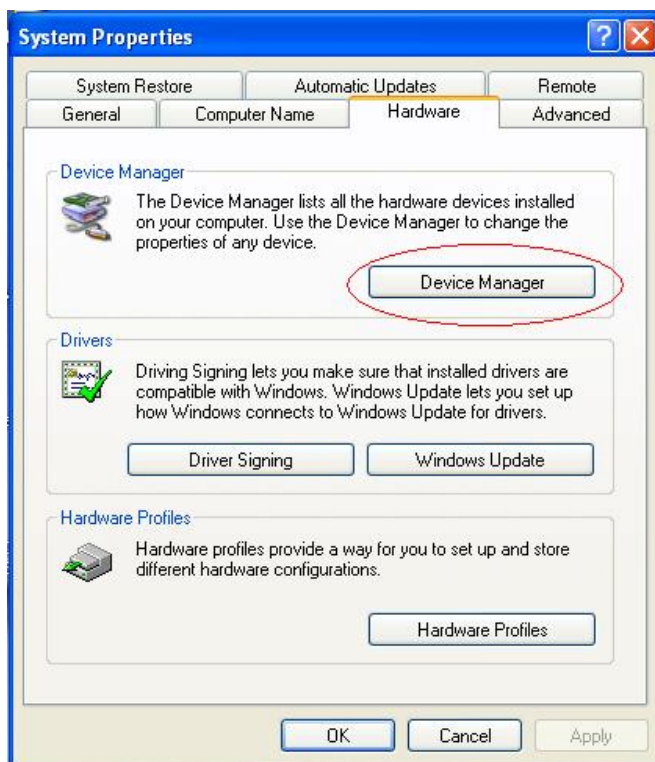 System Properties
System Restore
Automatic Updates
Remote
General
Computer Name
Hardware
Advanced
Device Manager
The Device Manager lists all the hardware devices installed
on your computer. Use the Device Manager to change the
properties of any device.
Device Manager
Drivers
Driving Signing lets you make sure that installed drivers are
compatible with Windows. Windows Update lets you set up
how Windows connects to Windows Update for drivers.
Driver Signing
Windows Update
Hardware Profiles
Hardware profiles provide a way for you to set up and store
different hardware configurations.
Hardware Profiles
OK
Cancel
Apply